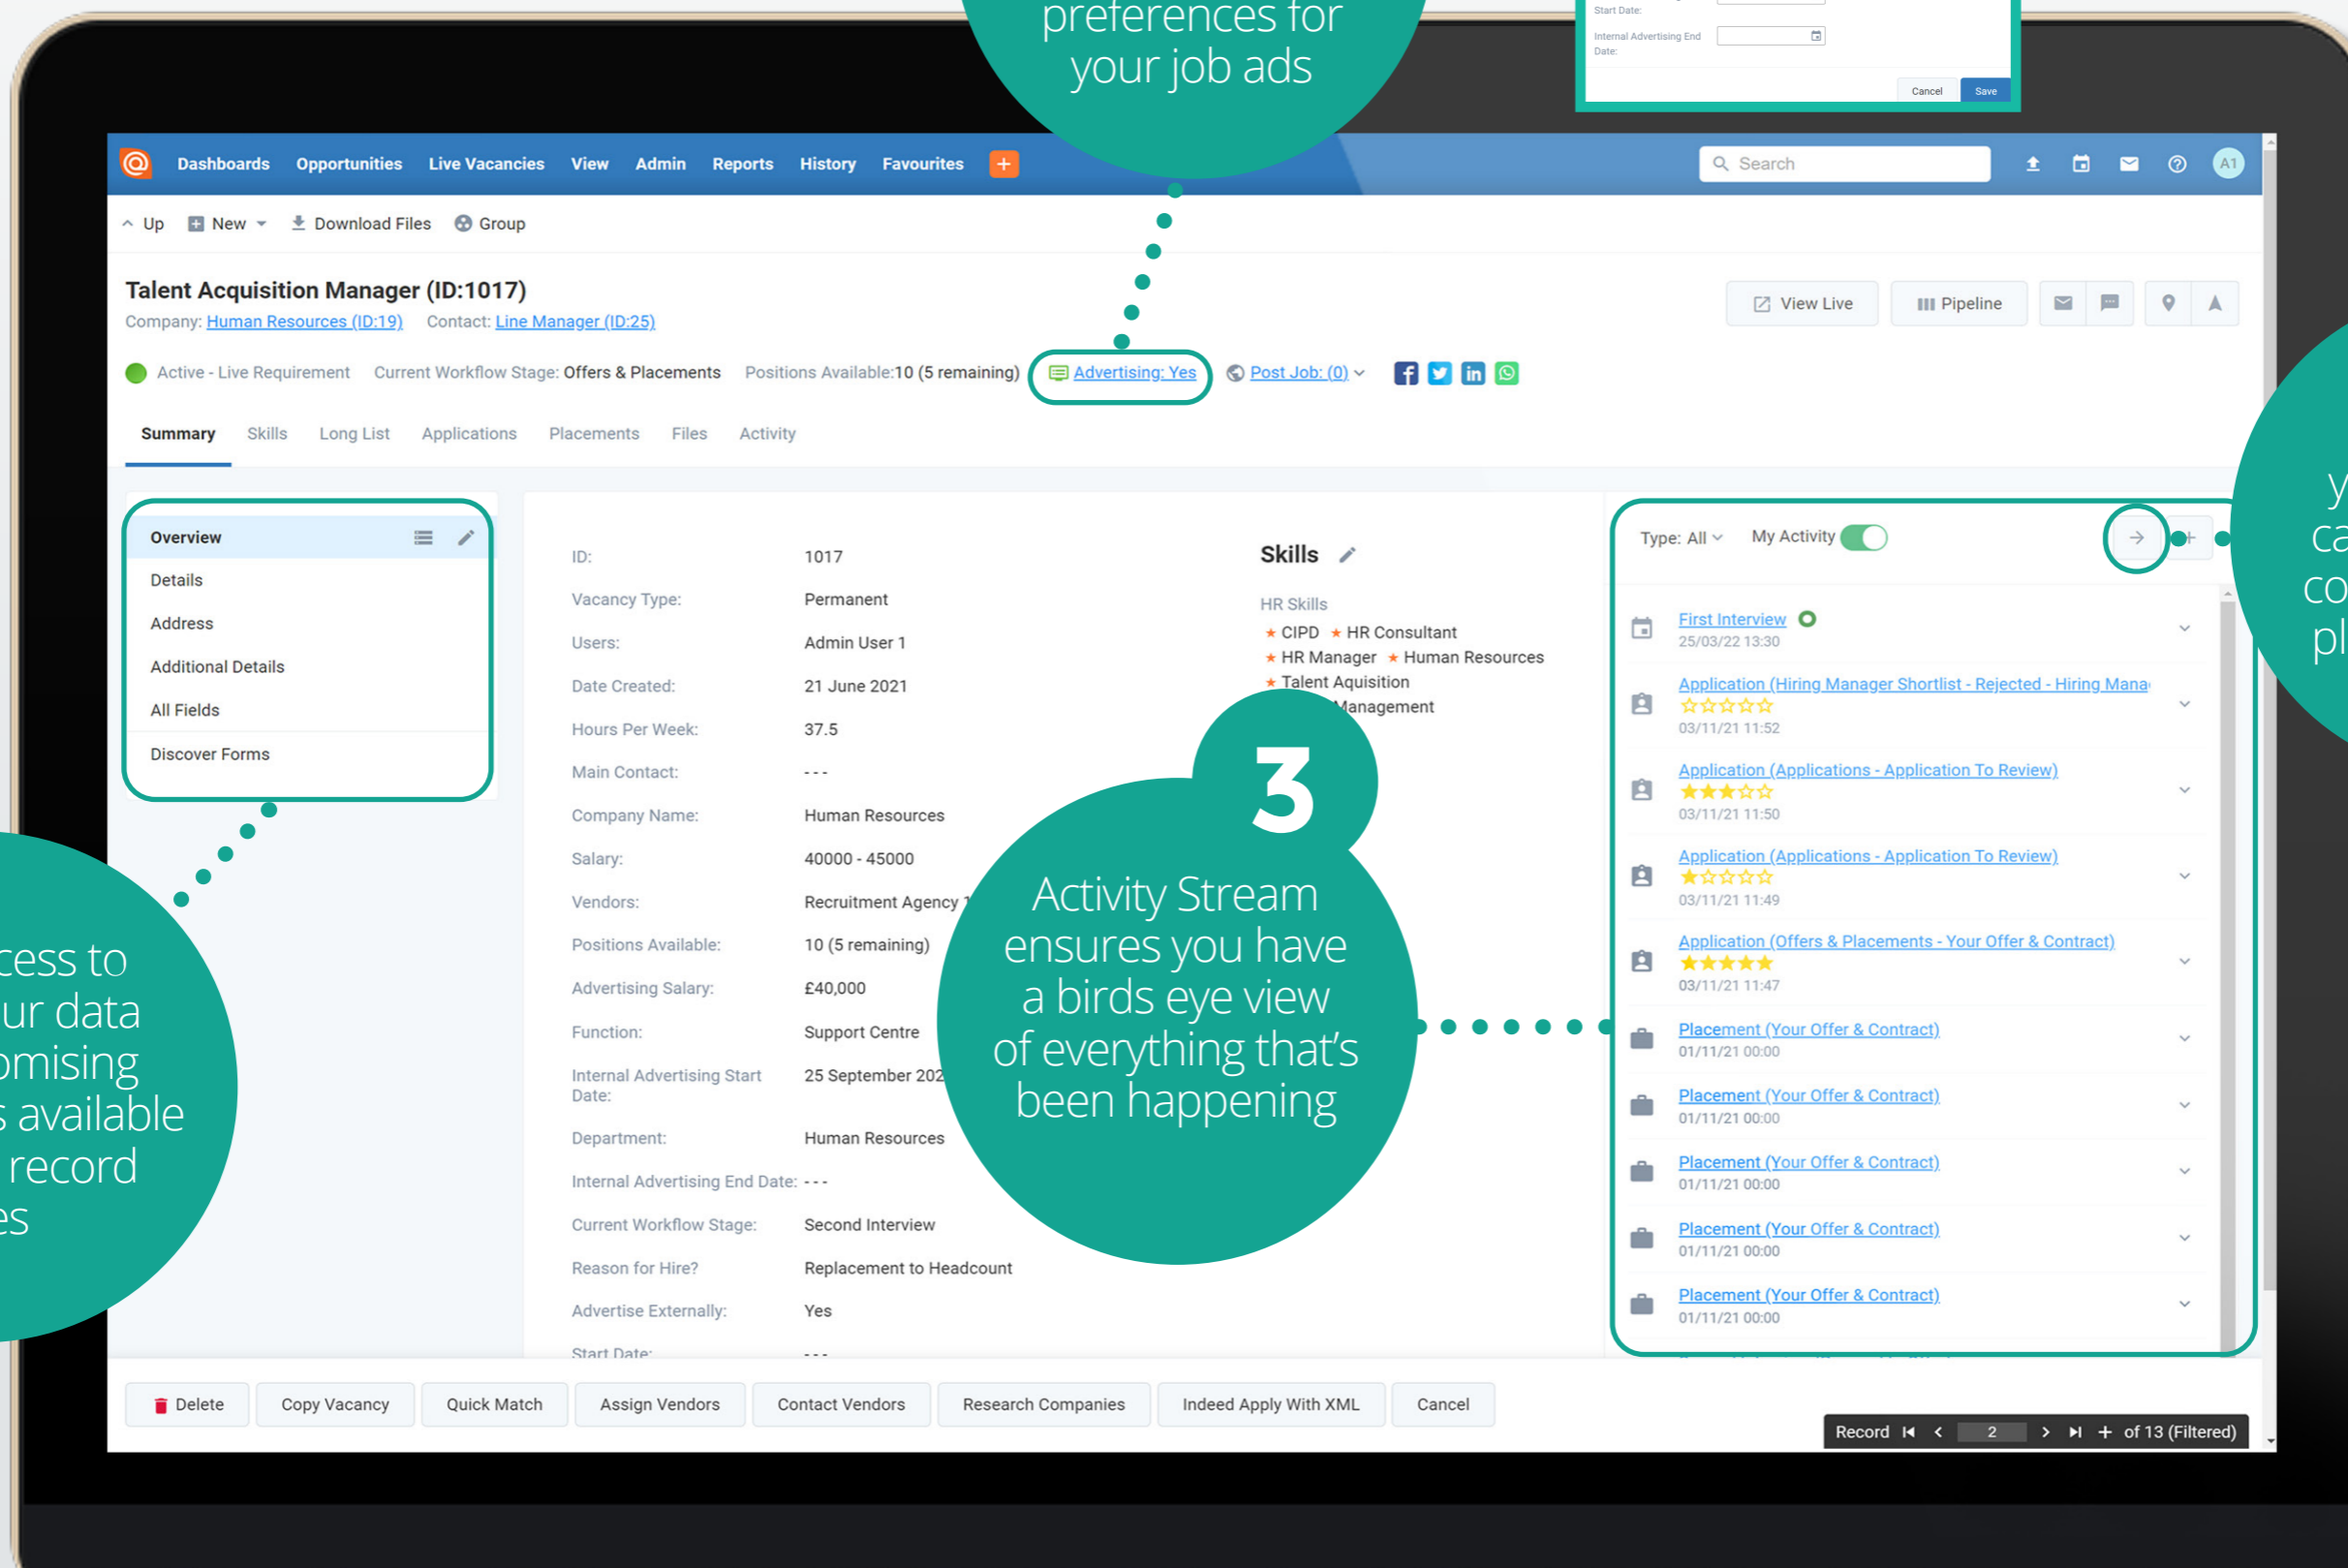 preferences for
your job ads
Start Date:
Internal Advertising End
Date:
Cancel Save
Dashboards Opportunities Live Vacancies View Admin Reports History Favourites +
Search
A1
Up New Download Files Group
Talent Acquisition Manager (ID:1017)
Company: Human Resources (ID:19) Contact: Line Manager (ID:25)
View Live Pipeline
Active - Live Requirement Current Workflow Stage: Offers & Placements Positions Available:10 (5 remaining) Advertising: Yes Post Job: (0)
Summary Skills Long List Applications Placements Files Activity
Overview
Details
Address
Additional Details
All Fields
Discover Forms
cess to
ur data
omising
s available
record
es
ID: 1017
Vacancy Type: Permanent
Users: Admin User 1
Date Created: 21 June 2021
Hours Per Week: 37.5
Main Contact: - - -
Company Name: Human Resources
Salary: 40000 - 45000
Vendors: Recruitment Agency
Positions Available: 10 (5 remaining)
Advertising Salary: £40,000
Function: Support Centre
Internal Advertising Start
Date: 25 September 202
Department: Human Resources
Internal Advertising End Date: - - -
Current Workflow Stage: Second Interview
Reason for Hire? Replacement to Headcount
Advertise Externally: Yes
Start Date: - - -
Skills
HR Skills
CIPD HR Consultant
HR Manager Human Resources
Talent Aquisition
Management
3
Activity Stream
ensures you have
a birds eye view
of everything that's
been happening
Type: All My Activity
First Interview
25/03/22 13:30
Application (Hiring Manager Shortlist - Rejected - Hiring Mana
03/11/21 11:52
Application (Applications - Application To Review)
03/11/21 11:50
Application (Applications - Application To Review)
03/11/21 11:49
Application (Offers & Placements - Your Offer & Contract)
03/11/21 11:47
Placement (Your Offer & Contract)
01/11/21 00:00
Placement (Your Offer & Contract)
01/11/21 00:00
Placement (Your Offer & Contract)
01/11/21 00:00
Placement (Your Offer & Contract)
01/11/21 00:00
Placement (Your Offer & Contract)
01/11/21 00:00
y
ca
co
pl
Delete Copy Vacancy Quick Match Assign Vendors Contact Vendors Research Companies Indeed Apply With XML Cancel
Record 2 + of 13 (Filtered)